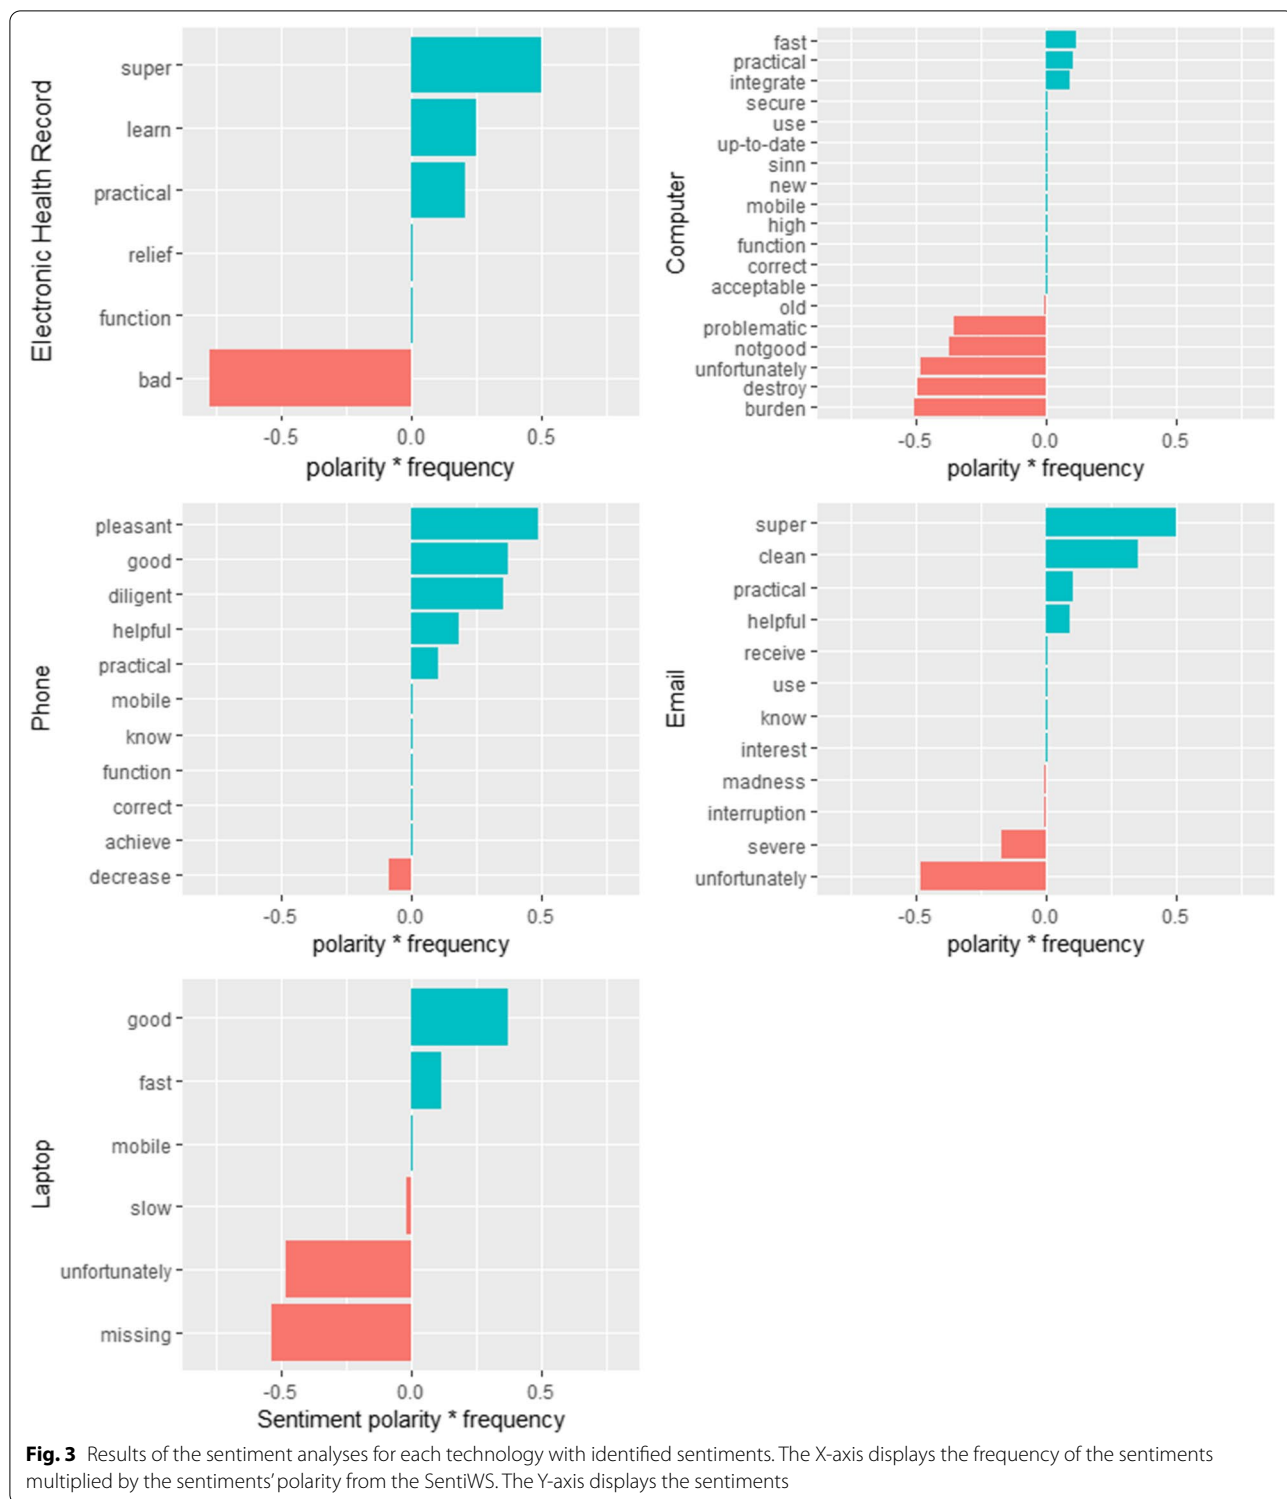 Electronic Health Record
super
learn
practical
relief
function
bad
-0.5 0.0 0.5
polarity * frequency
Computer
fast
practical
integrate
secure
use
up-to-date
sinn
new
mobile
high
function
correct
acceptable
old
problematic
notgood
unfortunately
destroy
burden
-0.5 0.0 0.5
polarity * frequency
Phone
pleasant
good
diligent
helpful
practical
mobile
know
function
correct
achieve
decrease
-0.5 0.0 0.5
polarity * frequency
Email
super
clean
practical
helpful
receive
use
know
interest
madness
interruption
severe
unfortunately
-0.5 0.0 0.5
polarity * frequency
Laptop
good
fast
mobile
slow
unfortunately
missing
-0.5 0.0 0.5
Sentiment polarity * frequency
Fig. 3 Results of the sentiment analyses for each technology with identified sentiments. The X-axis displays the frequency of the sentiments
multiplied by the sentiments’ polarity from the SentiWS. The Y-axis displays the sentiments